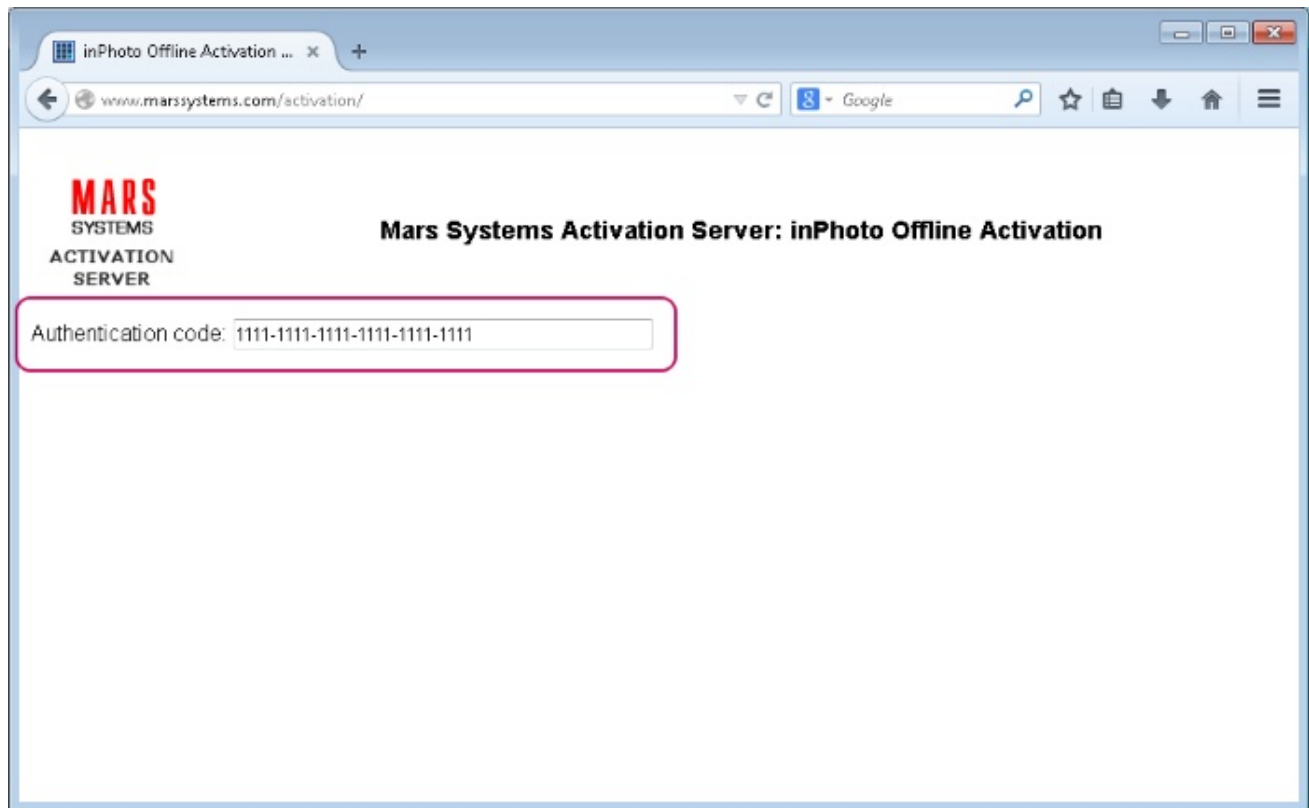 inPhoto Offline Activation ...
www.marssystems.com/activation/
8 Google
MARS
SYSTEMS
ACTIVATION
SERVER
Mars Systems Activation Server: inPhoto Offline Activation
Authentication code: 1111-1111-1111-1111-1111-1111